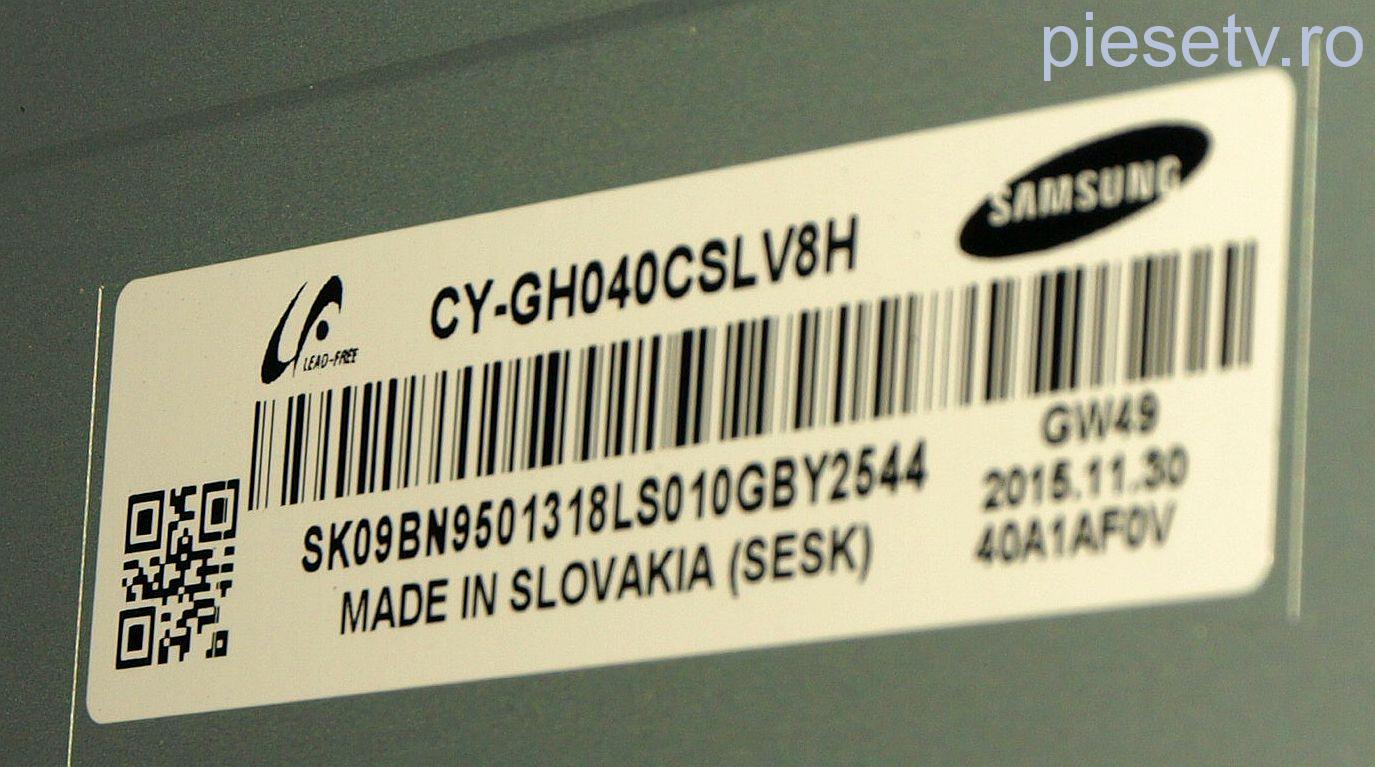 piesetv.ro
SAMSUNG
CY-GH040CSLV8H
LEAD-FREE
SK09BN9501318LS010GBY2544
MADE IN SLOVAKIA (SESK)
GW49
2015.11.30
40A1AF0V